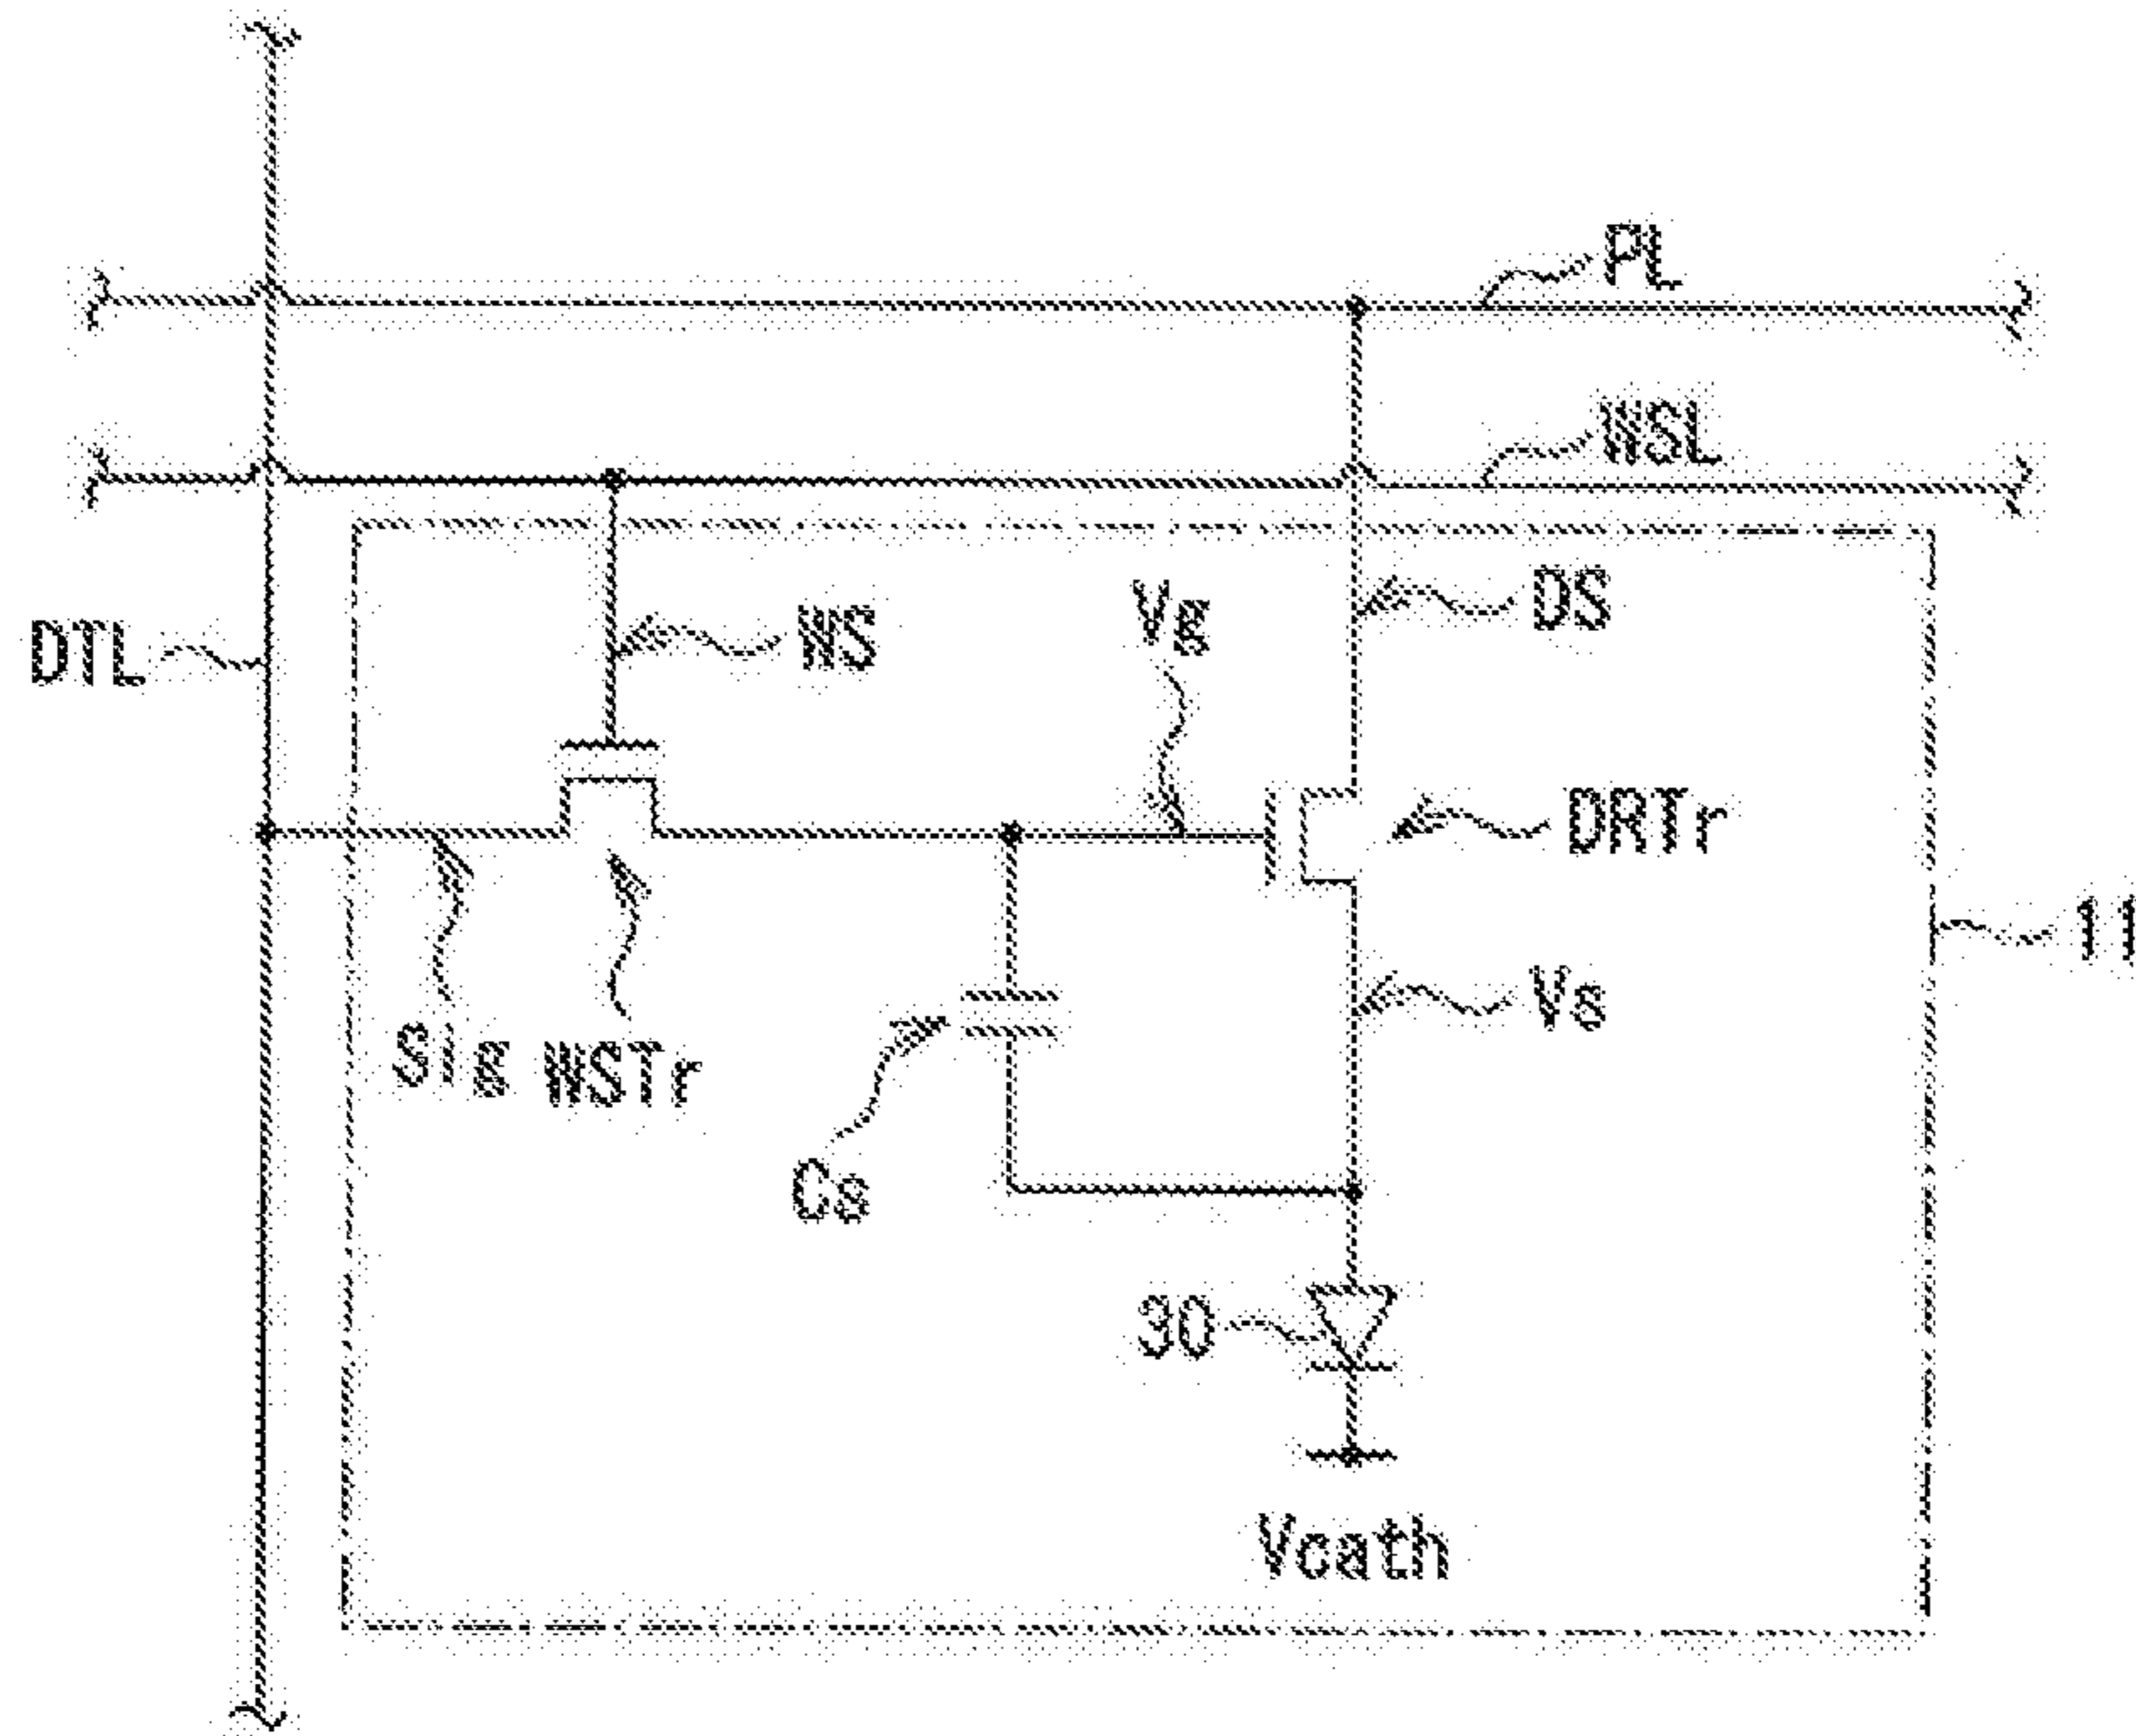 PL
WSL
DTL
WS
Vg
DS
DRTr
11
Sig
WSTr
Cs
Vs
30
Vcath